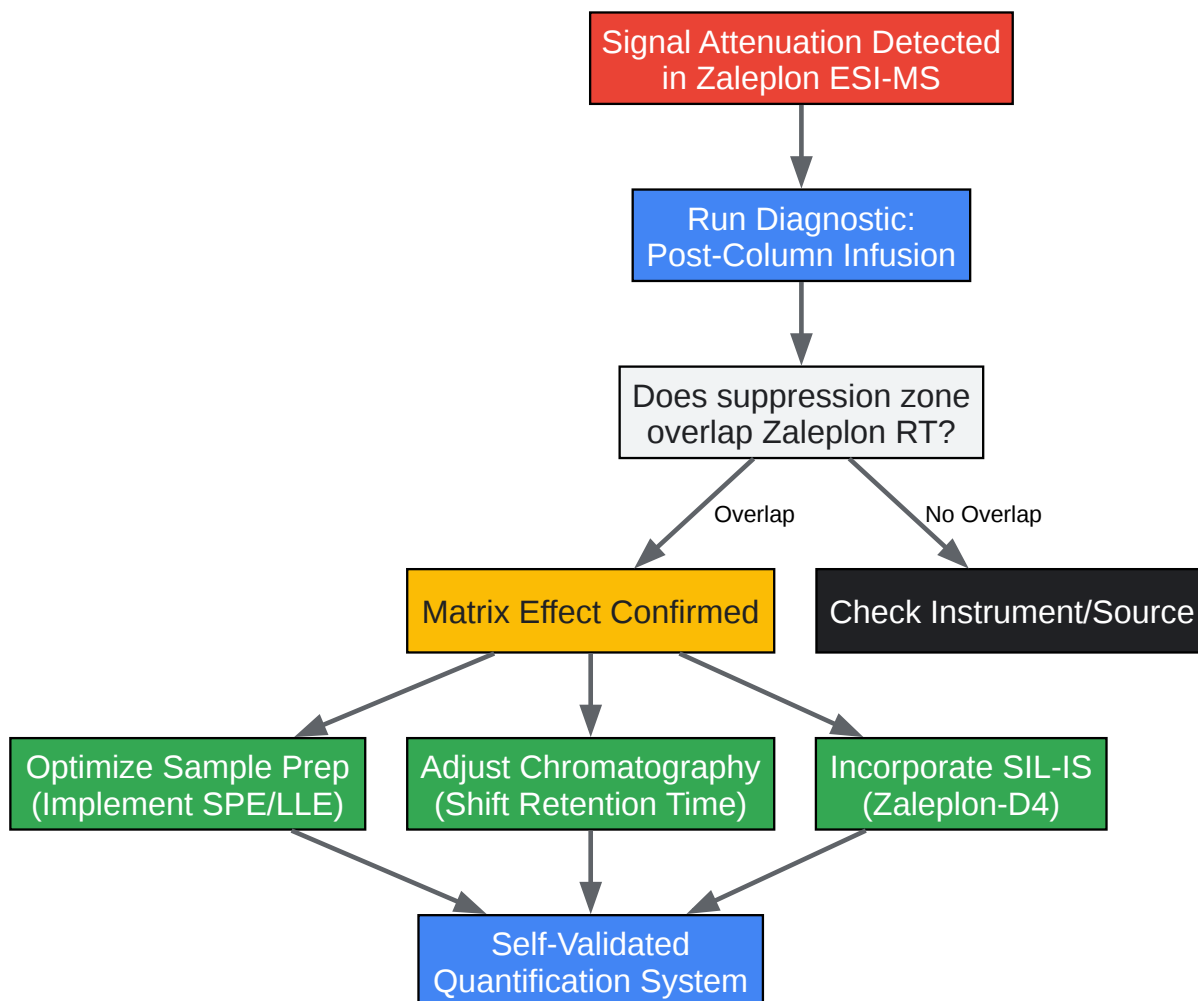 Signal Attenuation Detected
in Zaleplon ESI-MS
Run Diagnostic:
Post-Column Infusion
Does suppression zone
overlap Zaleplon RT?
Overlap
No Overlap
Matrix Effect Confirmed
Check Instrument/Source
Optimize Sample Prep
(Implement SPE/LLE)
Adjust Chromatography
(Shift Retention Time)
Incorporate SIL-IS
(Zaleplon-D4)
Self-Validated
Quantification System